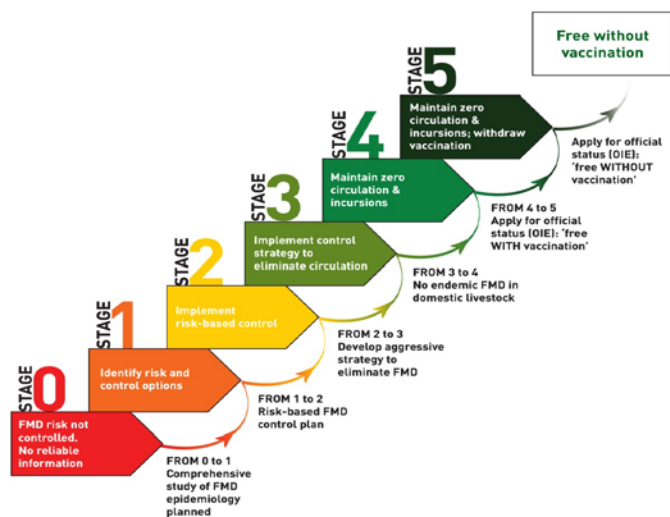 Free without
vaccination
STAGE
5
Maintain zero
circulation &
incursions; withdraw
vaccination
Apply for official
status (OIE):
'free WITHOUT
vaccination'
STAGE
4
Maintain zero
circulation &
incursions
FROM 4 to 5
Apply for official
status (OIE): 'free
WITH vaccination'
STAGE
3
Implement control
strategy to
eliminate circulation
FROM 3 to 4
No endemic FMD in
domestic livestock
STAGE
2
Implement
risk-based control
FROM 2 to 3
Develop aggressive
strategy to
eliminate FMD
STAGE
1
Identify risk and
control options
FROM 1 to 2
Risk-based FMD
control plan
STAGE
0
FMD risk not
controlled.
No reliable
information
FROM 0 to 1
Comprehensive
study of FMD
epidemiology
planned